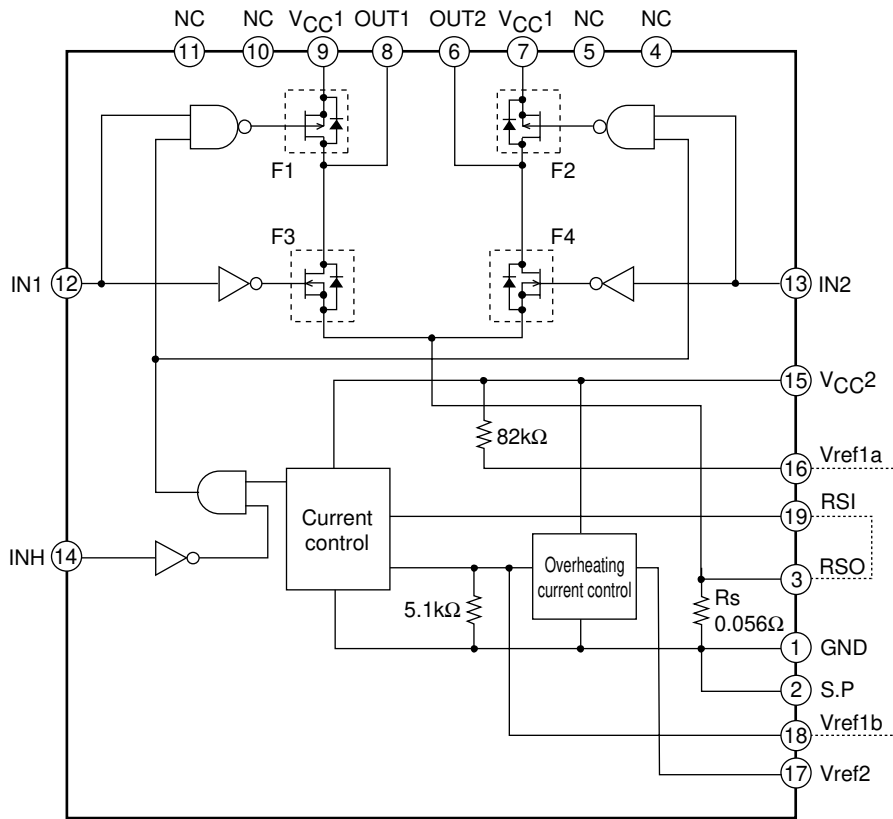 NC NC VCC1 OUT1 OUT2 VCC1 NC NC
11 10 9 8 6 7 5 4
F1 F2
F3 F4
IN1 12
13 IN2
15 VCC2
82kΩ
16 Vref1a
19 RSI
Current
control
INH 14
Overheating
current control
3 RSO
5.1kΩ
Rs
0.056Ω
1 GND
2 S.P
18 Vref1b
17 Vref2